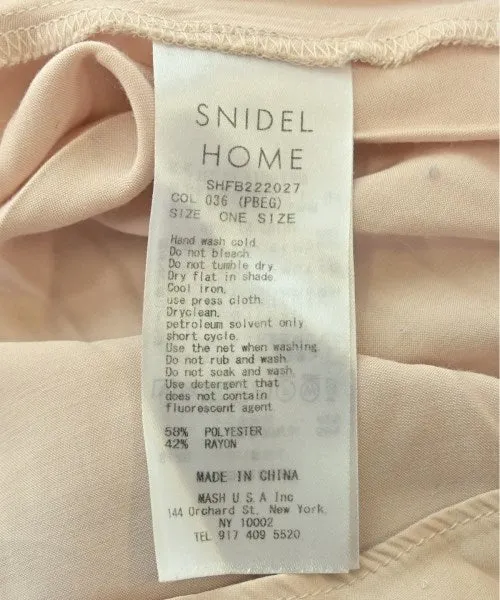 SNIDEL
HOME
SHFB222027
COL 036 (PBEG)
SIZE ONE SIZE
Hand wash cold.
Do not bleach.
Do not tumble dry.
Dry flat in shade.
Cool iron,
use press cloth.
Dryclean,
petroleum solvent only
short cycle.
Use the net when washing.
Do not rub and wash.
Do not soak and wash.
Use detergent that
does not contain
fluorescent agent.
58% POLYESTER
42% RAYON
MADE IN CHINA
MASH U.S.A Inc
144 Orchard St. New York,
NY 10002
TEL 917 409 5520